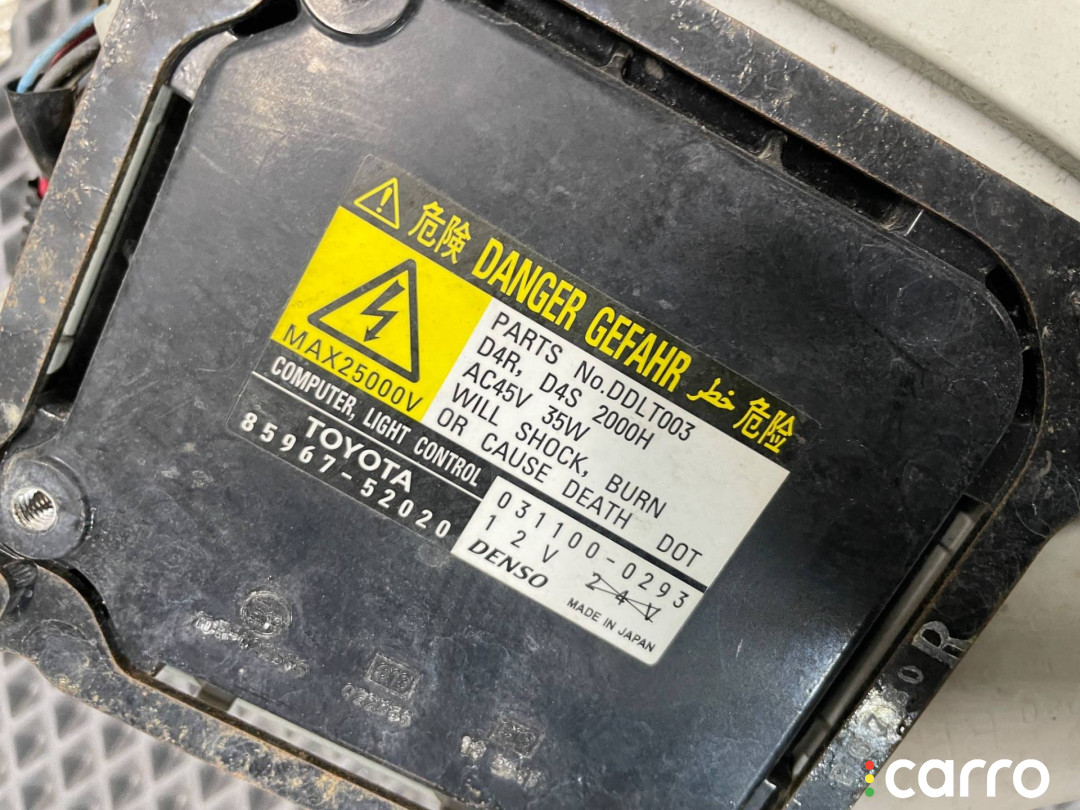 危険 DANGER GEFAHR خطر 危险
MAX25000V
PARTS No.DDLT003
D4R, D4S 2000H
AC45V 35W
WILL SHOCK, BURN
OR CAUSE DEATH DOT
COMPUTER, LIGHT CONTROL
TOYOTA
85967-52020
031100-0293
12V 24V
DENSO
MADE IN JAPAN
R
carro